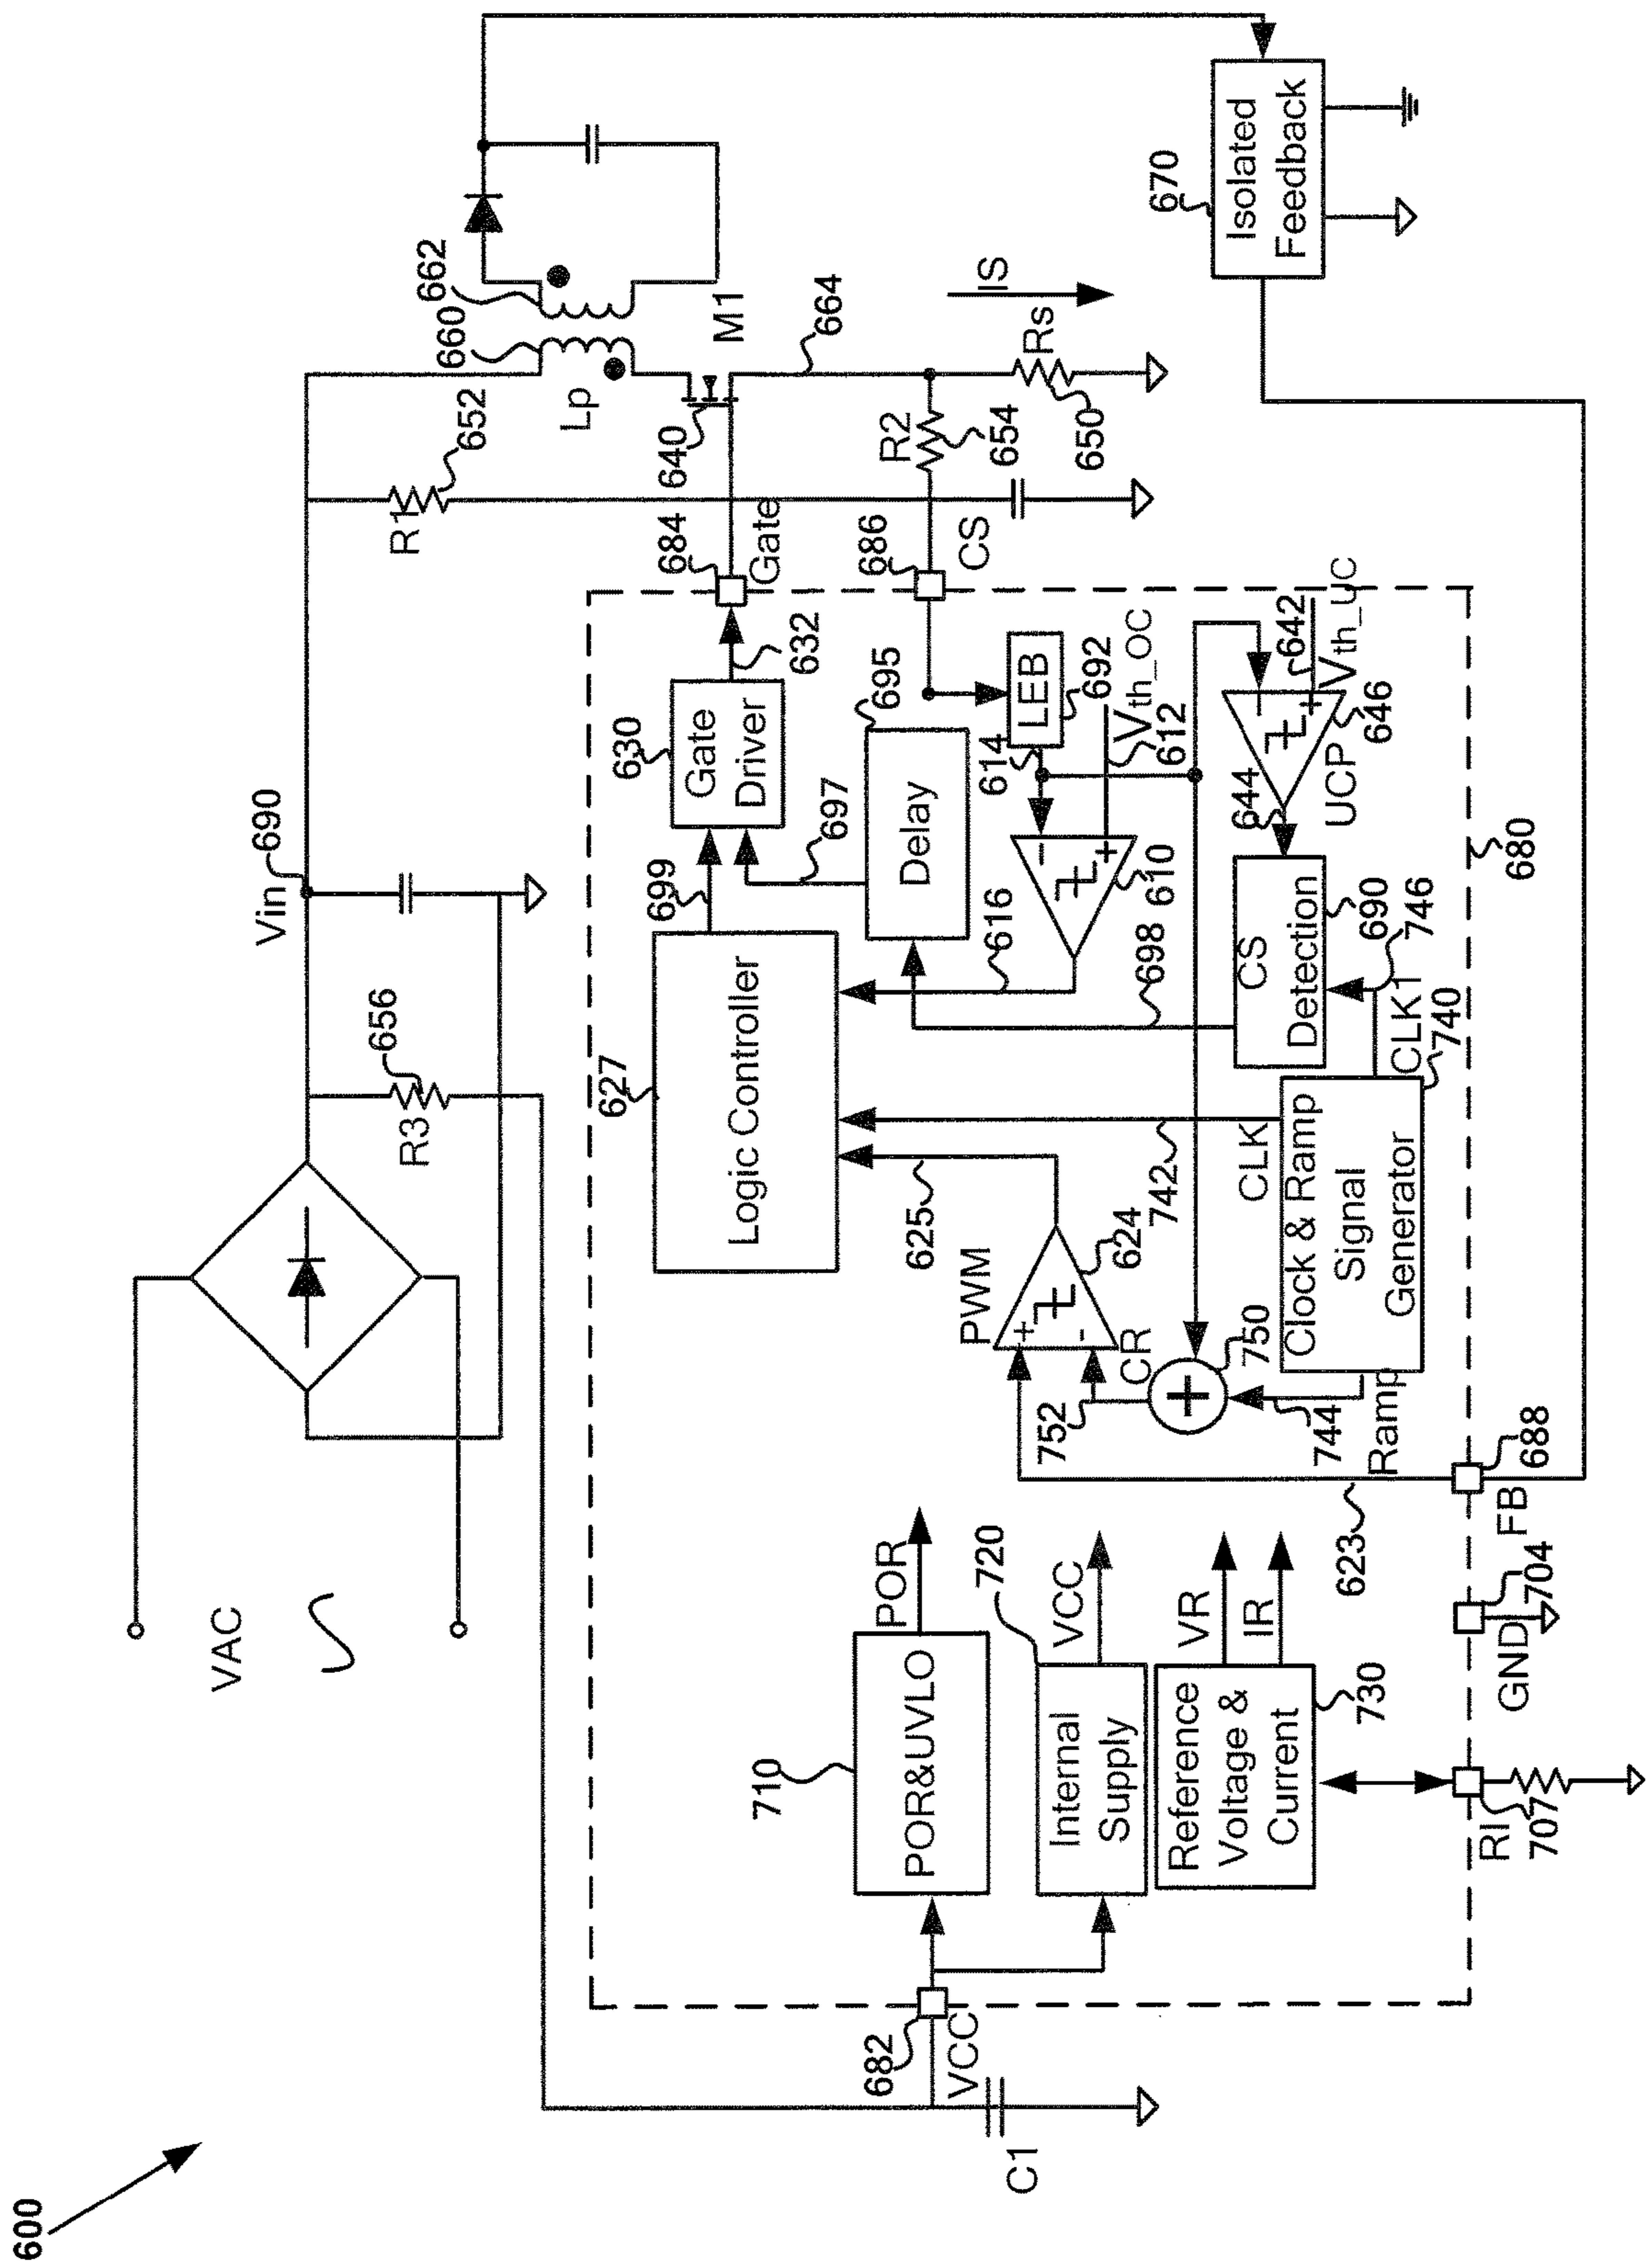 600
VAC
R3
656
Vin
690
R1
652
Lp
660
662
640
M1
664
R2
654
IS
Rs
650
670
Isolated
Feedback
684
Gate
686
CS
630
Gate
Driver
632
699
697
695
Delay
627
Logic Controller
616
698
614
LEB
692
Vth_OC
612
610
642
Vth_UC
646
UCP
644
CS
Detection
690
746
CLK1
740
680
Clock & Ramp
Signal
Generator
CLK
742
625
PWM
624
CR
752
750
744
Ramp
623
688
FB
704
GND
RI
707
710
POR&UVLO
POR
720
Internal
Supply
VCC
Reference
Voltage &
Current
VR
IR
730
682
VCC
C1
+
-
-
+
-
+
+